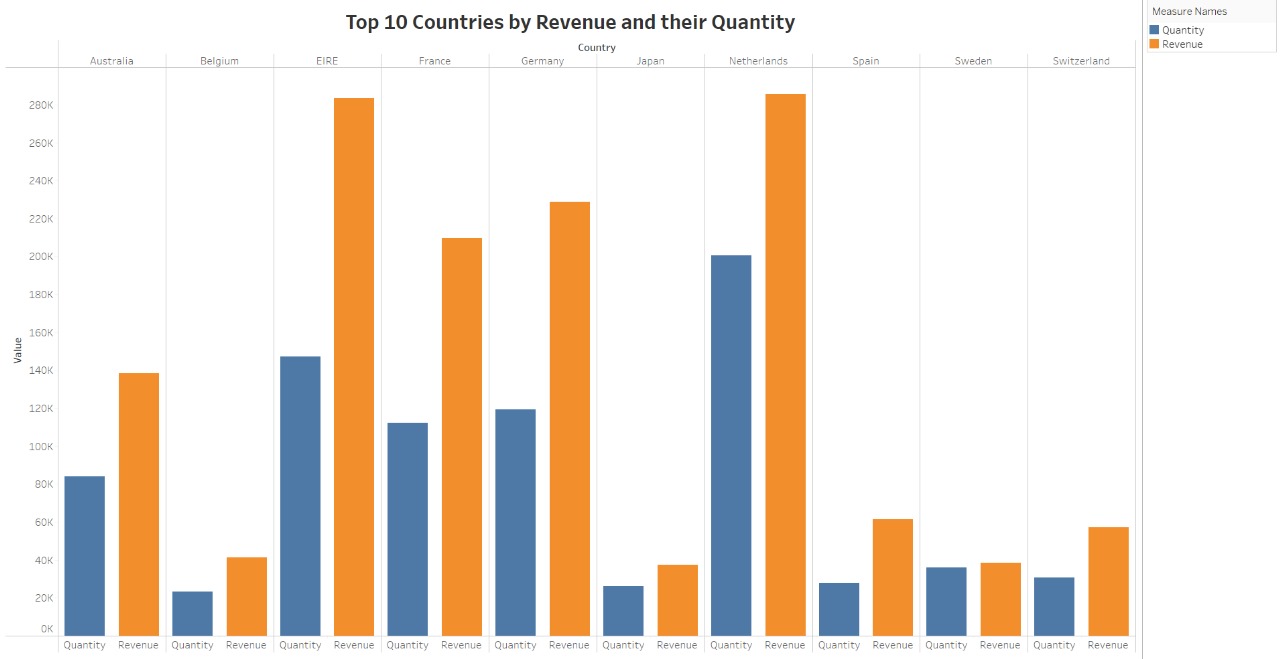 Top 10 Countries by Revenue and their Quantity
Measure Names
Quantity
Revenue
Country
Australia Belgium EIRE France Germany Japan Netherlands Spain Sweden Switzerland
280K
260K
240K
220K
200K
180K
160K
140K
120K
100K
80K
60K
40K
20K
0K
Value
Quantity Revenue Quantity Revenue Quantity Revenue Quantity Revenue Quantity Revenue Quantity Revenue Quantity Revenue Quantity Revenue Quantity Revenue Quantity Revenue